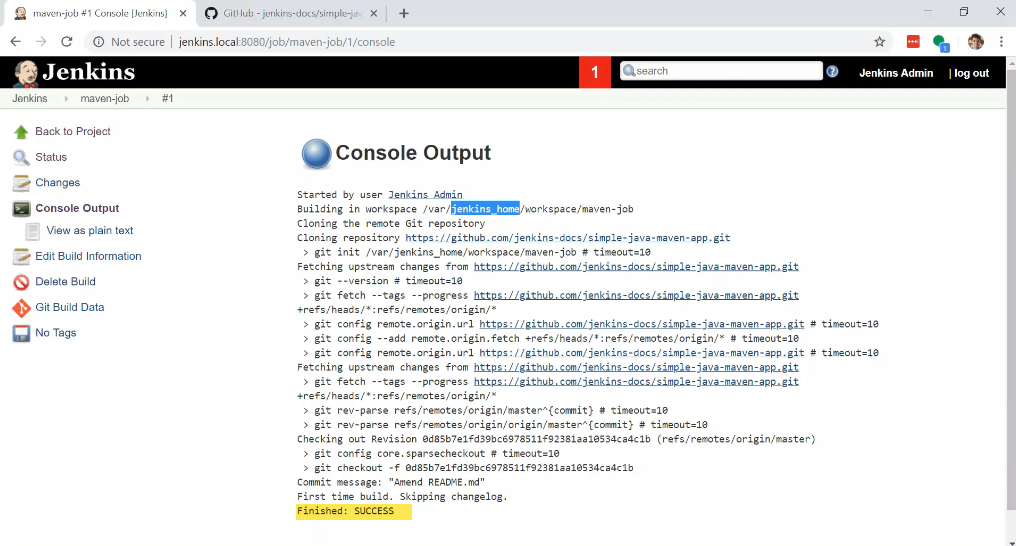 maven-job #1 Console [Jenkins]
GitHub - jenkins-docs/simple-jav
Not secure | jenkins.local:8080/job/maven-job/1/console
1
Jenkins
1
search
Jenkins Admin
| log out
Jenkins
maven-job
#1
Back to Project
Status
Changes
Console Output
View as plain text
Edit Build Information
Delete Build
Git Build Data
No Tags
Console Output
Started by user Jenkins Admin
Building in workspace /var/jenkins_home/workspace/maven-job
Cloning the remote Git repository
Cloning repository https://github.com/jenkins-docs/simple-java-maven-app.git
> git init /var/jenkins_home/workspace/maven-job # timeout=10
Fetching upstream changes from https://github.com/jenkins-docs/simple-java-maven-app.git
> git --version # timeout=10
> git fetch --tags --progress https://github.com/jenkins-docs/simple-java-maven-app.git
+refs/heads/*:refs/remotes/origin/*
> git config remote.origin.url https://github.com/jenkins-docs/simple-java-maven-app.git # timeout=10
> git config --add remote.origin.fetch +refs/heads/*:refs/remotes/origin/* # timeout=10
> git config remote.origin.url https://github.com/jenkins-docs/simple-java-maven-app.git # timeout=10
Fetching upstream changes from https://github.com/jenkins-docs/simple-java-maven-app.git
> git fetch --tags --progress https://github.com/jenkins-docs/simple-java-maven-app.git
+refs/heads/*:refs/remotes/origin/*
> git rev-parse refs/remotes/origin/master^{commit} # timeout=10
> git rev-parse refs/remotes/origin/origin/master^{commit} # timeout=10
Checking out Revision 0d85b7e1fd39bc6978511f92381aa10534ca4c1b (refs/remotes/origin/master)
> git config core.sparsecheckout # timeout=10
> git checkout -f 0d85b7e1fd39bc6978511f92381aa10534ca4c1b
Commit message: "Amend README.md"
First time build. Skipping changelog.
Finished: SUCCESS